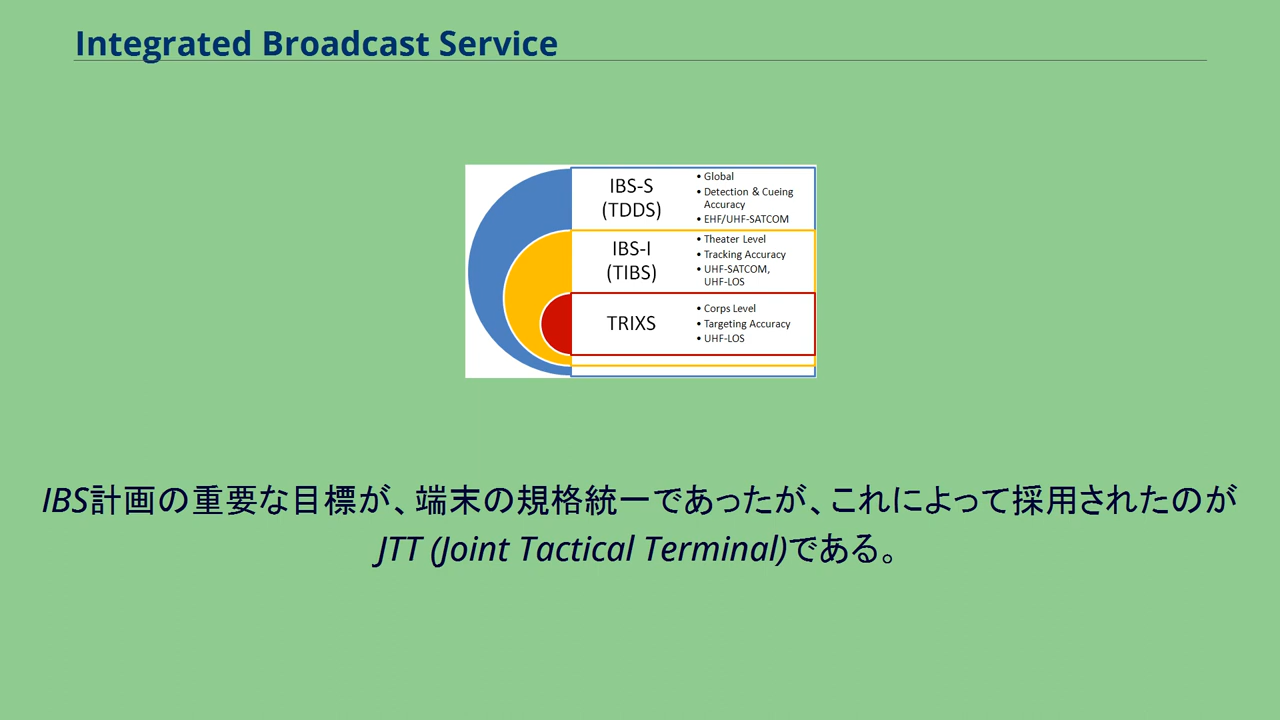 Integrated Broadcast Service
IBS-S
(TDDS)
• Global
• Detection & Cueing
Accuracy
• EHF/UHF-SATCOM
IBS-I
(TIBS)
• Theater Level
• Tracking Accuracy
• UHF-SATCOM,
UHF-LOS
TRIXS
• Corps Level
• Targeting Accuracy
• UHF-LOS
IBS計画の重要な目標が、端末の規格統一であったが、これによって採用されたのが
JTT (Joint Tactical Terminal)である。